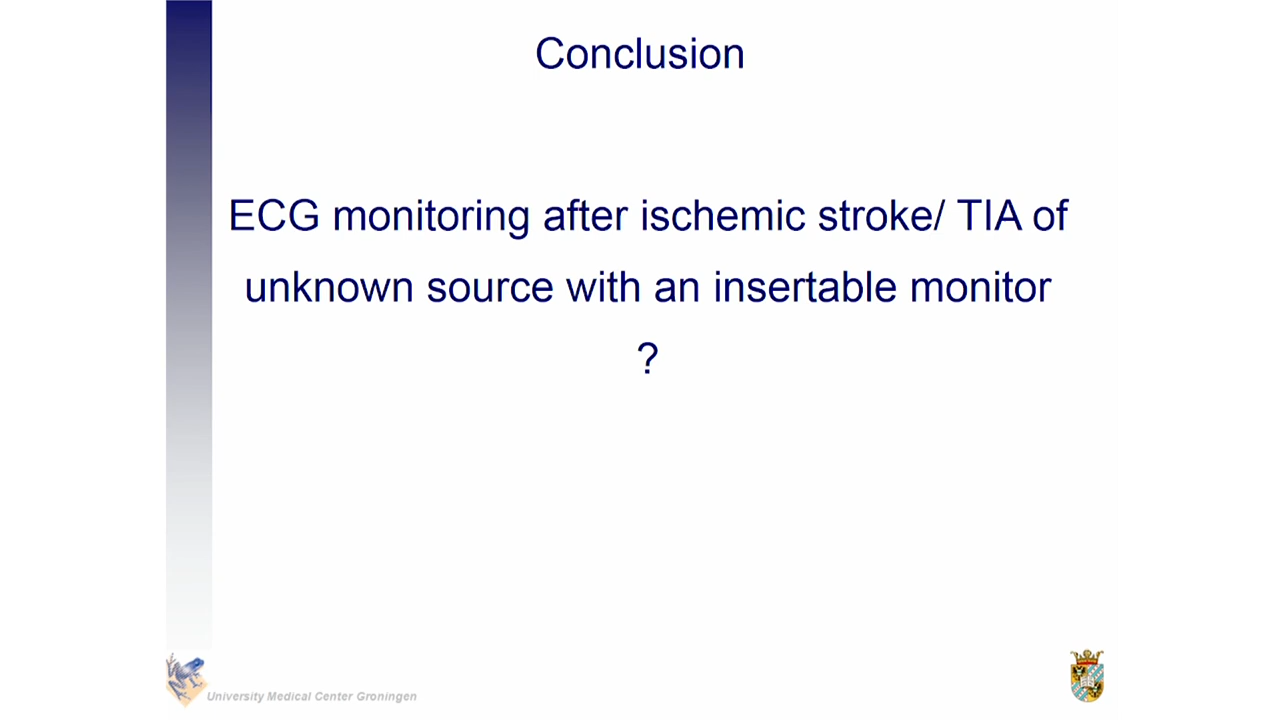 Conclusion
ECG monitoring after ischemic stroke/ TIA of
unknown source with an insertable monitor
?
University Medical Center Groningen